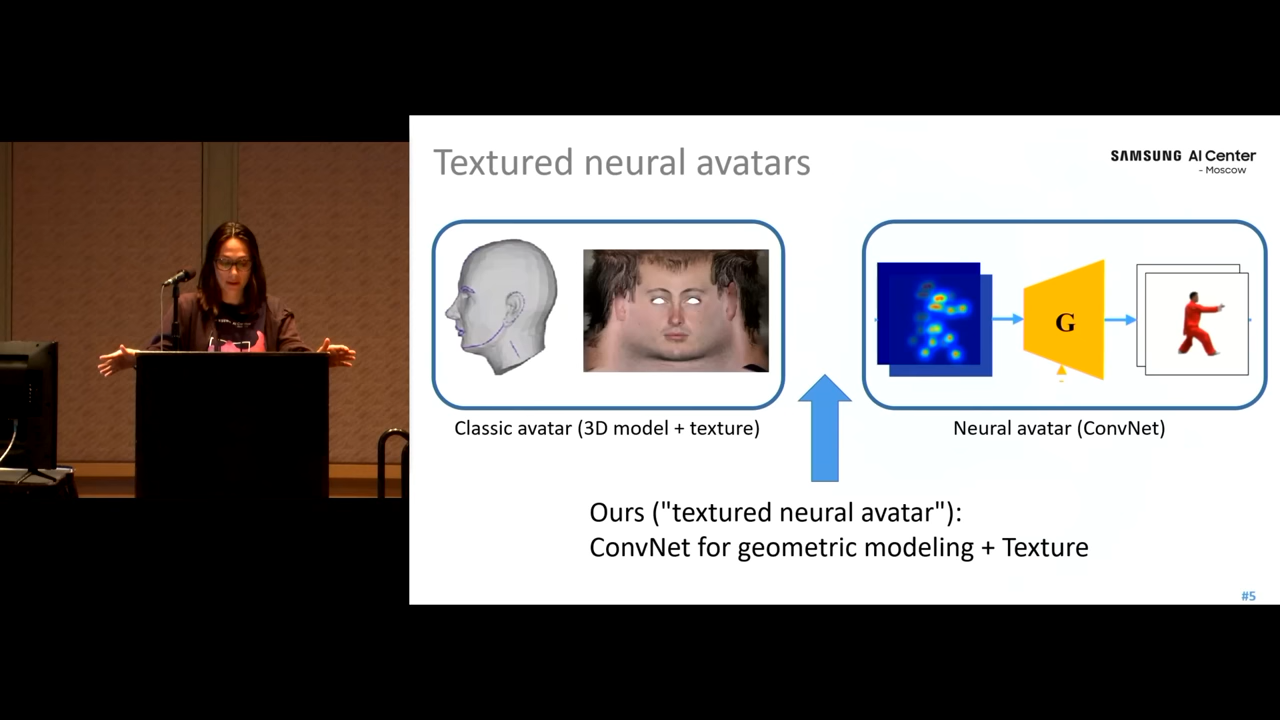 Textured neural avatars
SAMSUNG AI Center
- Moscow
G
Classic avatar (3D model + texture)
Neural avatar (ConvNet)
Ours ("textured neural avatar"):
ConvNet for geometric modeling + Texture
#5